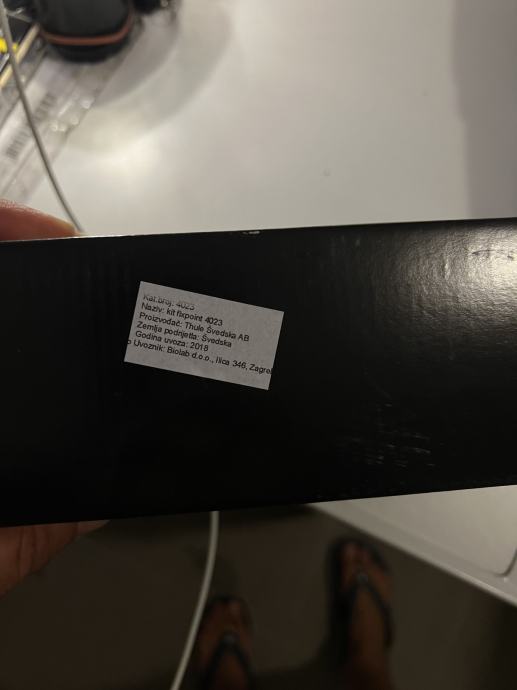 Kat.broj: 4023
Naziv: kit fixpoint 4023
Proizvođač: Thule Švedska AB
Zemlja podrijetla: Švedska
Godina uvoza: 2018
o Uvoznik: Biolab d.o.o., Ilica 346, Zagreb